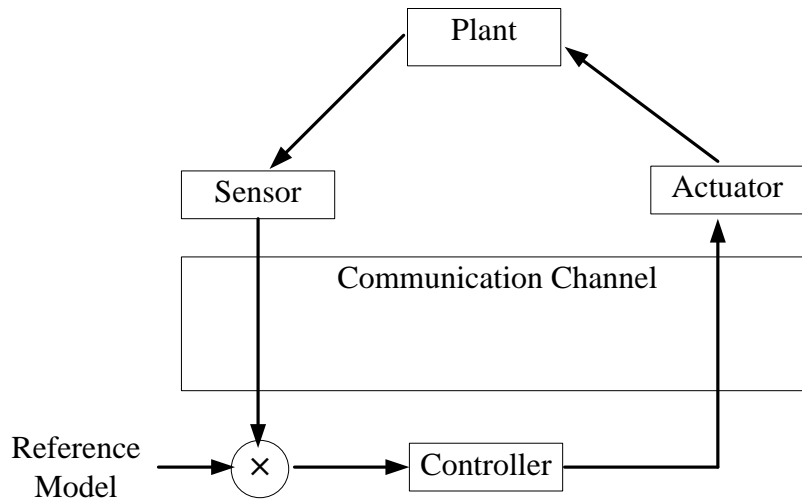 Plant
Sensor
Actuator
Communication Channel
Reference
Model
×
Controller